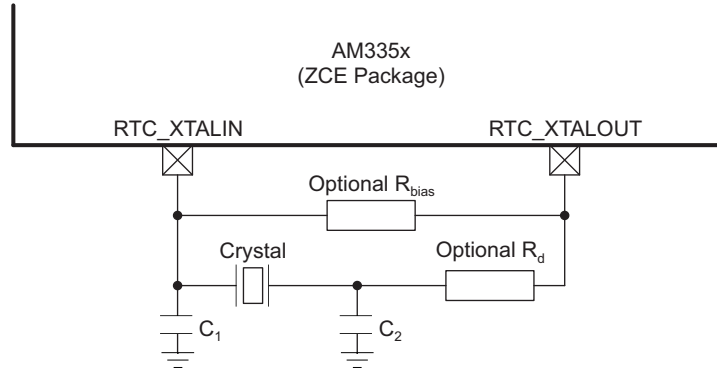 AM335x
(ZCE Package)
RTC_XTALIN
RTC_XTALOUT
Optional Rbias
Crystal
Optional Rd
C1
C2